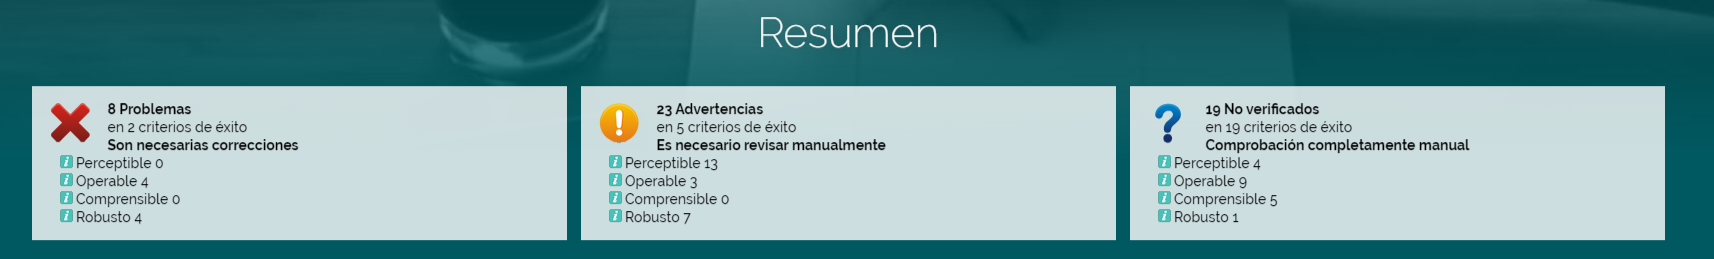 Resumen
8 Problemas
en 2 criterios de éxito
Son necesarias correcciones
Perceptible 0
Operable 4
Comprensible 0
Robusto 4
23 Advertencias
en 5 criterios de éxito
Es necesario revisar manualmente
Perceptible 13
Operable 3
Comprensible 0
Robusto 7
19 No verificados
en 19 criterios de éxito
Comprobación completamente manual
Perceptible 4
Operable 9
Comprensible 5
Robusto 1